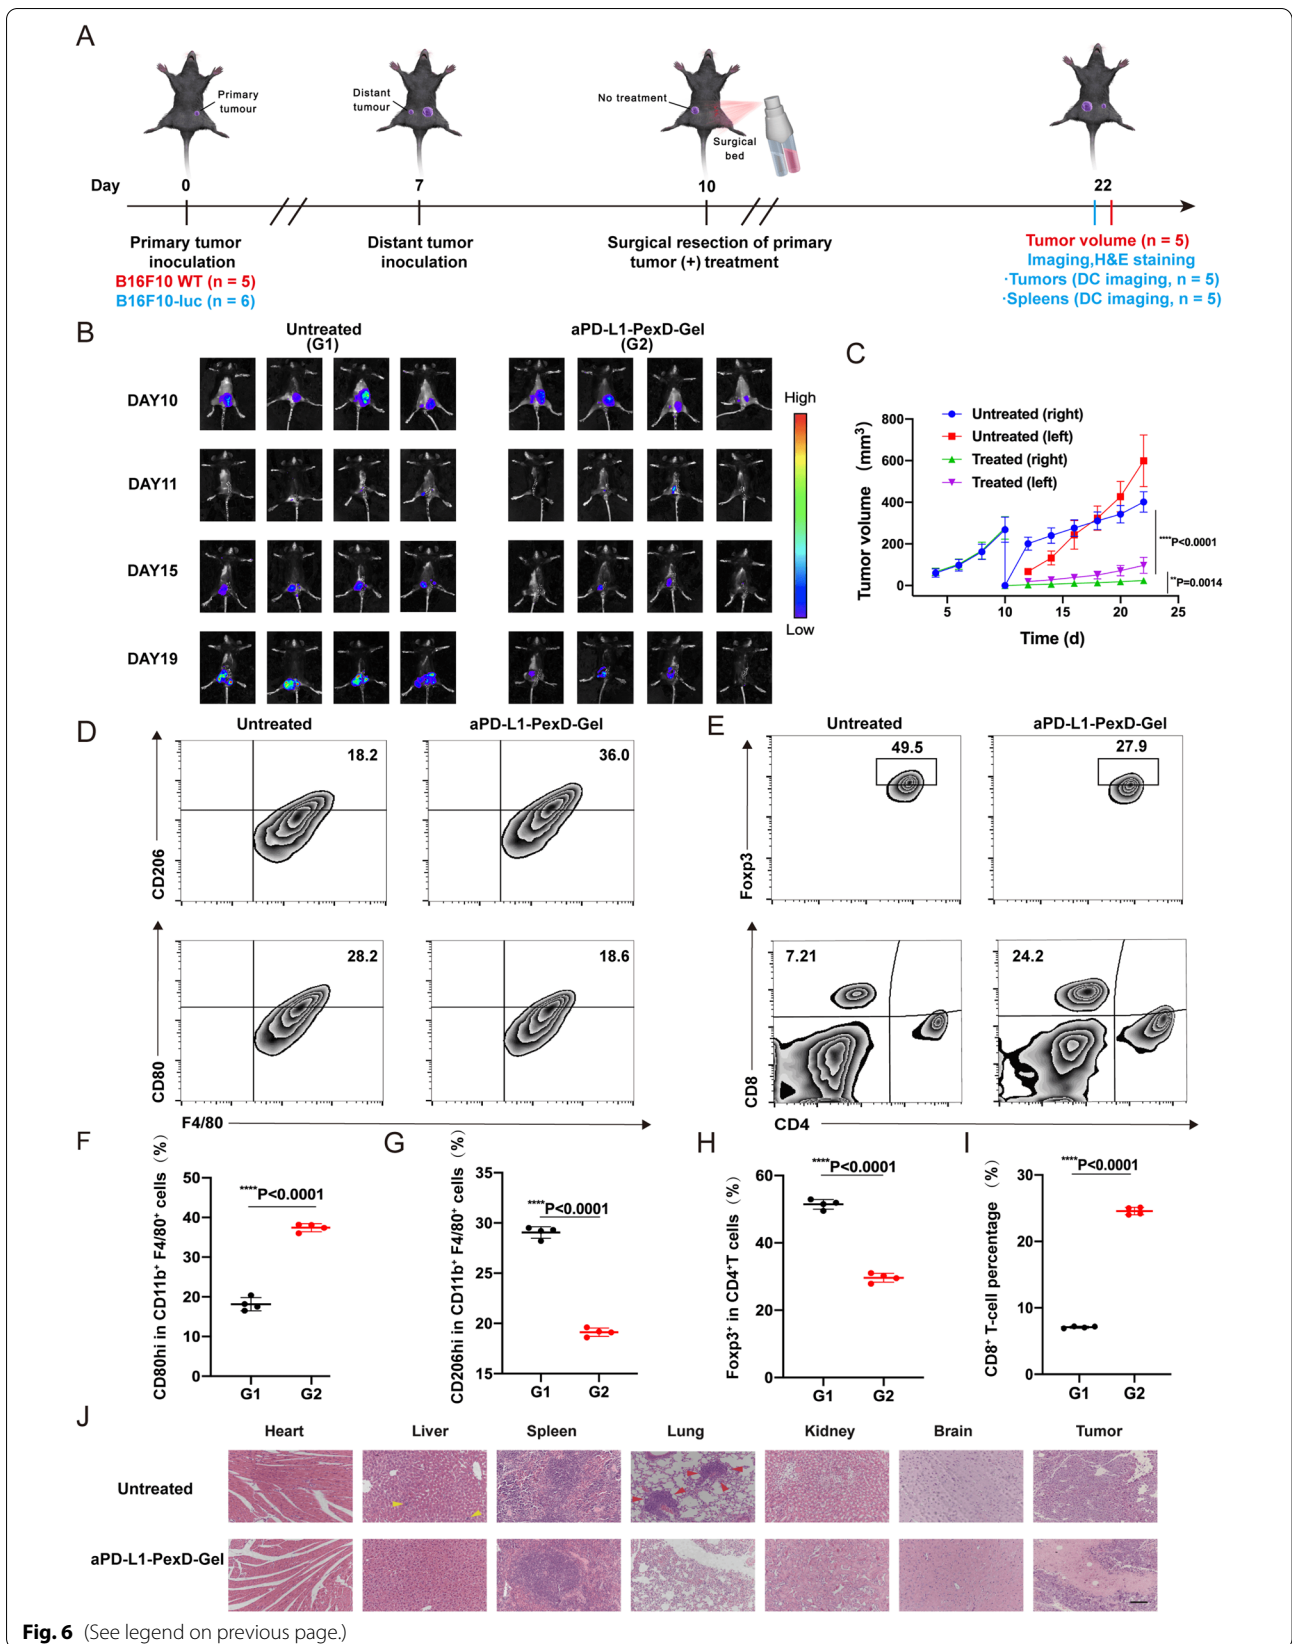 A
Primary
tumour
Distant
tumour
No treatment
Surgical
bed
Day
0
7
10
22
Primary tumor
inoculation
B16F10 WT (n = 5)
B16F10-luc (n = 6)
Distant tumor
inoculation
Surgical resection of primary
tumor (+) treatment
Tumor volume (n = 5)
Imaging,H&E staining
·Tumors (DC imaging, n = 5)
·Spleens (DC imaging, n = 5)
B
Untreated
(G1)
aPD-L1-PexD-Gel
(G2)
DAY10
DAY11
DAY15
DAY19
High
Low
C
Untreated (right)
Untreated (left)
Treated (right)
Treated (left)
Tumor volume (mm³)
800
600
400
200
0
5
10
15
20
25
Time (d)
****P<0.0001
**P=0.0014
D
Untreated
aPD-L1-PexD-Gel
18.2
36.0
CD206
28.2
18.6
CD80
F4/80
E
Untreated
aPD-L1-PexD-Gel
49.5
27.9
Foxp3
7.21
24.2
CD8
CD4
F
CD80hi in CD11b⁺ F4/80⁺ cells (%)
50
40
30
20
10
0
****P<0.0001
G1
G2
G
CD206hi in CD11b⁺ F4/80⁺ cells (%)
35
30
25
20
15
****P<0.0001
G1
G2
H
Foxp3⁺ in CD4⁺T cells (%)
60
40
20
0
****P<0.0001
G1
G2
I
CD8⁺ T-cell percentage (%)
30
20
10
0
****P<0.0001
G1
G2
J
Heart
Liver
Spleen
Lung
Kidney
Brain
Tumor
Untreated
aPD-L1-PexD-Gel
Fig. 6 (See legend on previous page.)